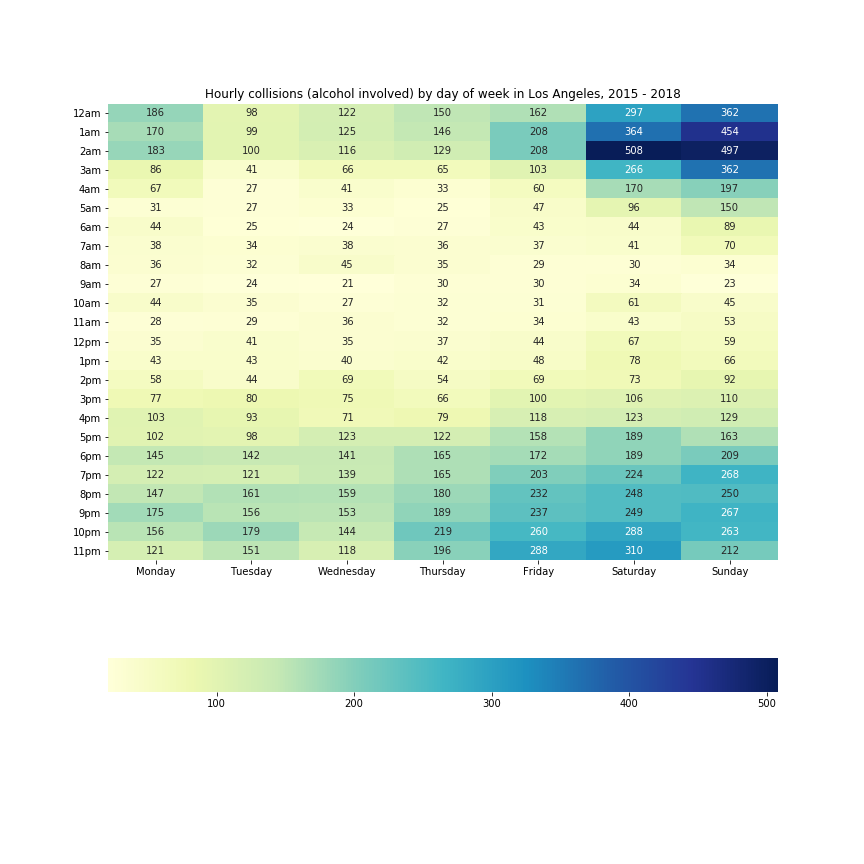 Hourly collisions (alcohol involved) by day of week in Los Angeles, 2015 - 2018
12am 186 98 122 150 162 297 362
1am 170 99 125 146 208 364 454
2am 183 100 116 129 208 508 497
3am 86 41 66 65 103 266 362
4am 67 27 41 33 60 170 197
5am 31 27 33 25 47 96 150
6am 44 25 24 27 43 44 89
7am 38 34 38 36 37 41 70
8am 36 32 45 35 29 30 34
9am 27 24 21 30 30 34 23
10am 44 35 27 32 31 61 45
11am 28 29 36 32 34 43 53
12pm 35 41 35 37 44 67 59
1pm 43 43 40 42 48 78 66
2pm 58 44 69 54 69 73 92
3pm 77 80 75 66 100 106 110
4pm 103 93 71 79 118 123 129
5pm 102 98 123 122 158 189 163
6pm 145 142 141 165 172 189 209
7pm 122 121 139 165 203 224 268
8pm 147 161 159 180 232 248 250
9pm 175 156 153 189 237 249 267
10pm 156 179 144 219 260 288 263
11pm 121 151 118 196 288 310 212
Monday Tuesday Wednesday Thursday Friday Saturday Sunday
100 200 300 400 500